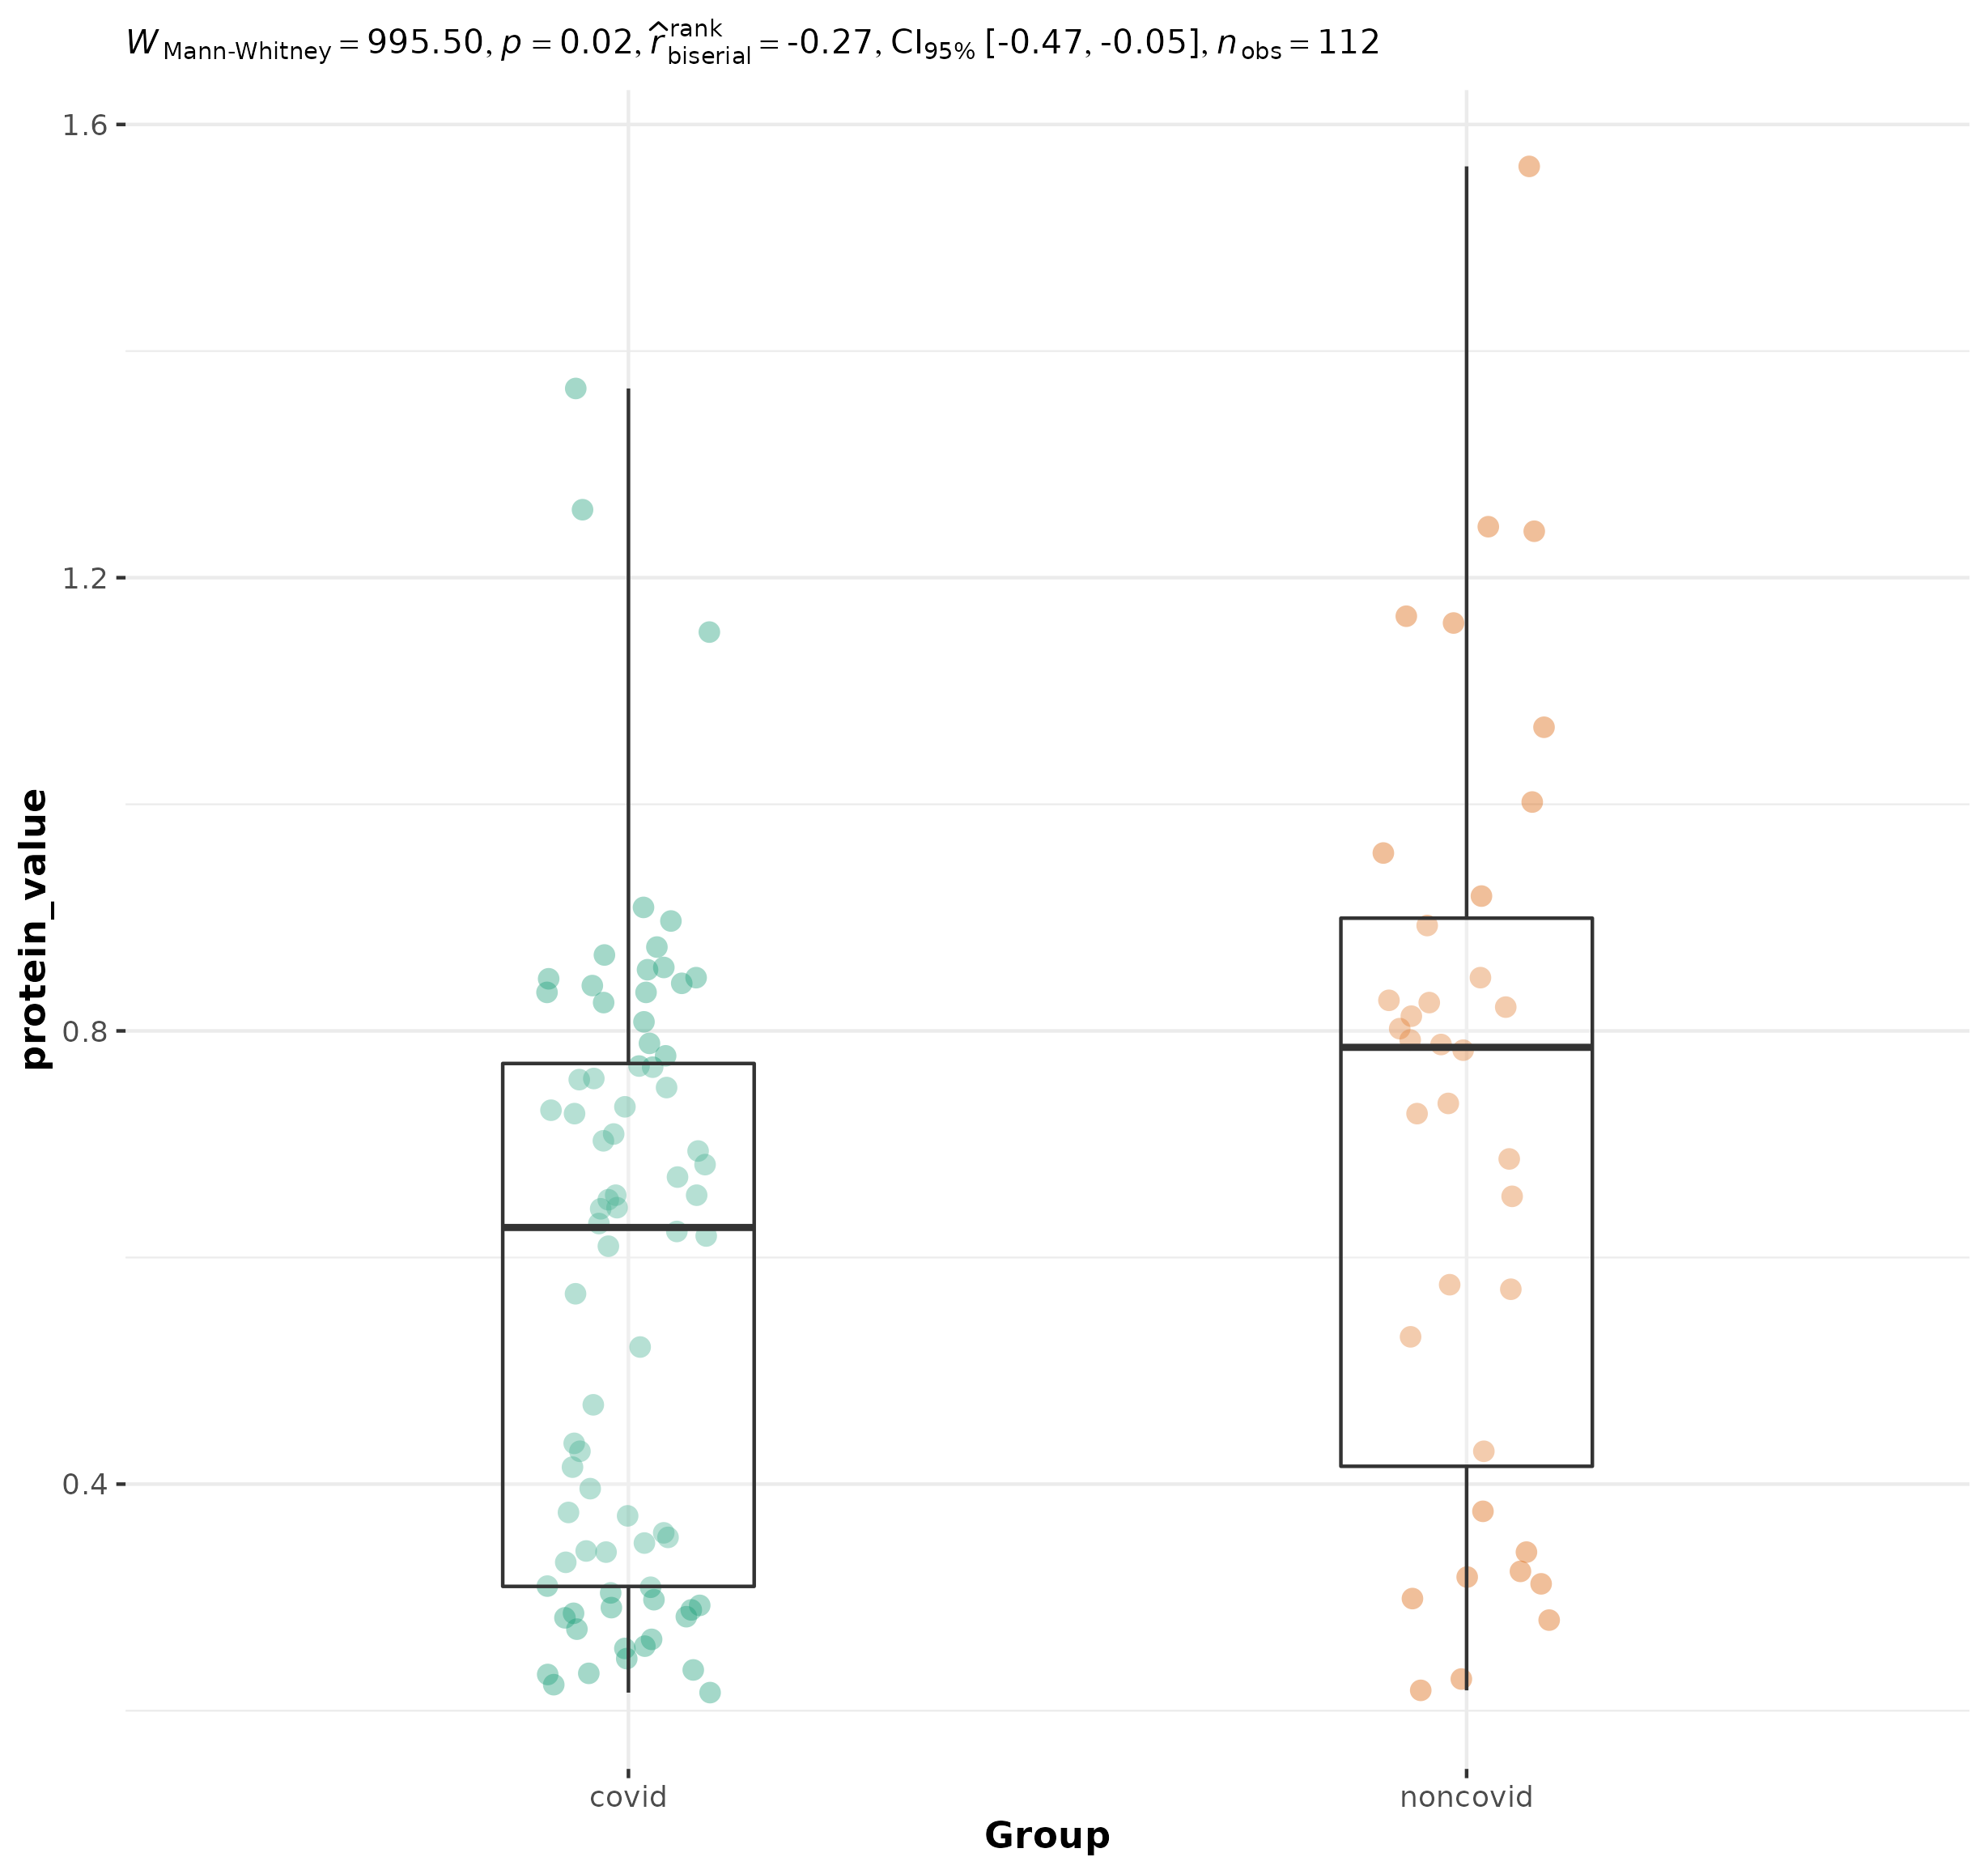 W Mann-Whitney = 995.50, p = 0.02, r̂ rank biserial = -0.27, CI95% [-0.47, -0.05], n obs = 112
1.6
1.2
0.8
0.4
protein_value
covid noncovid
Group